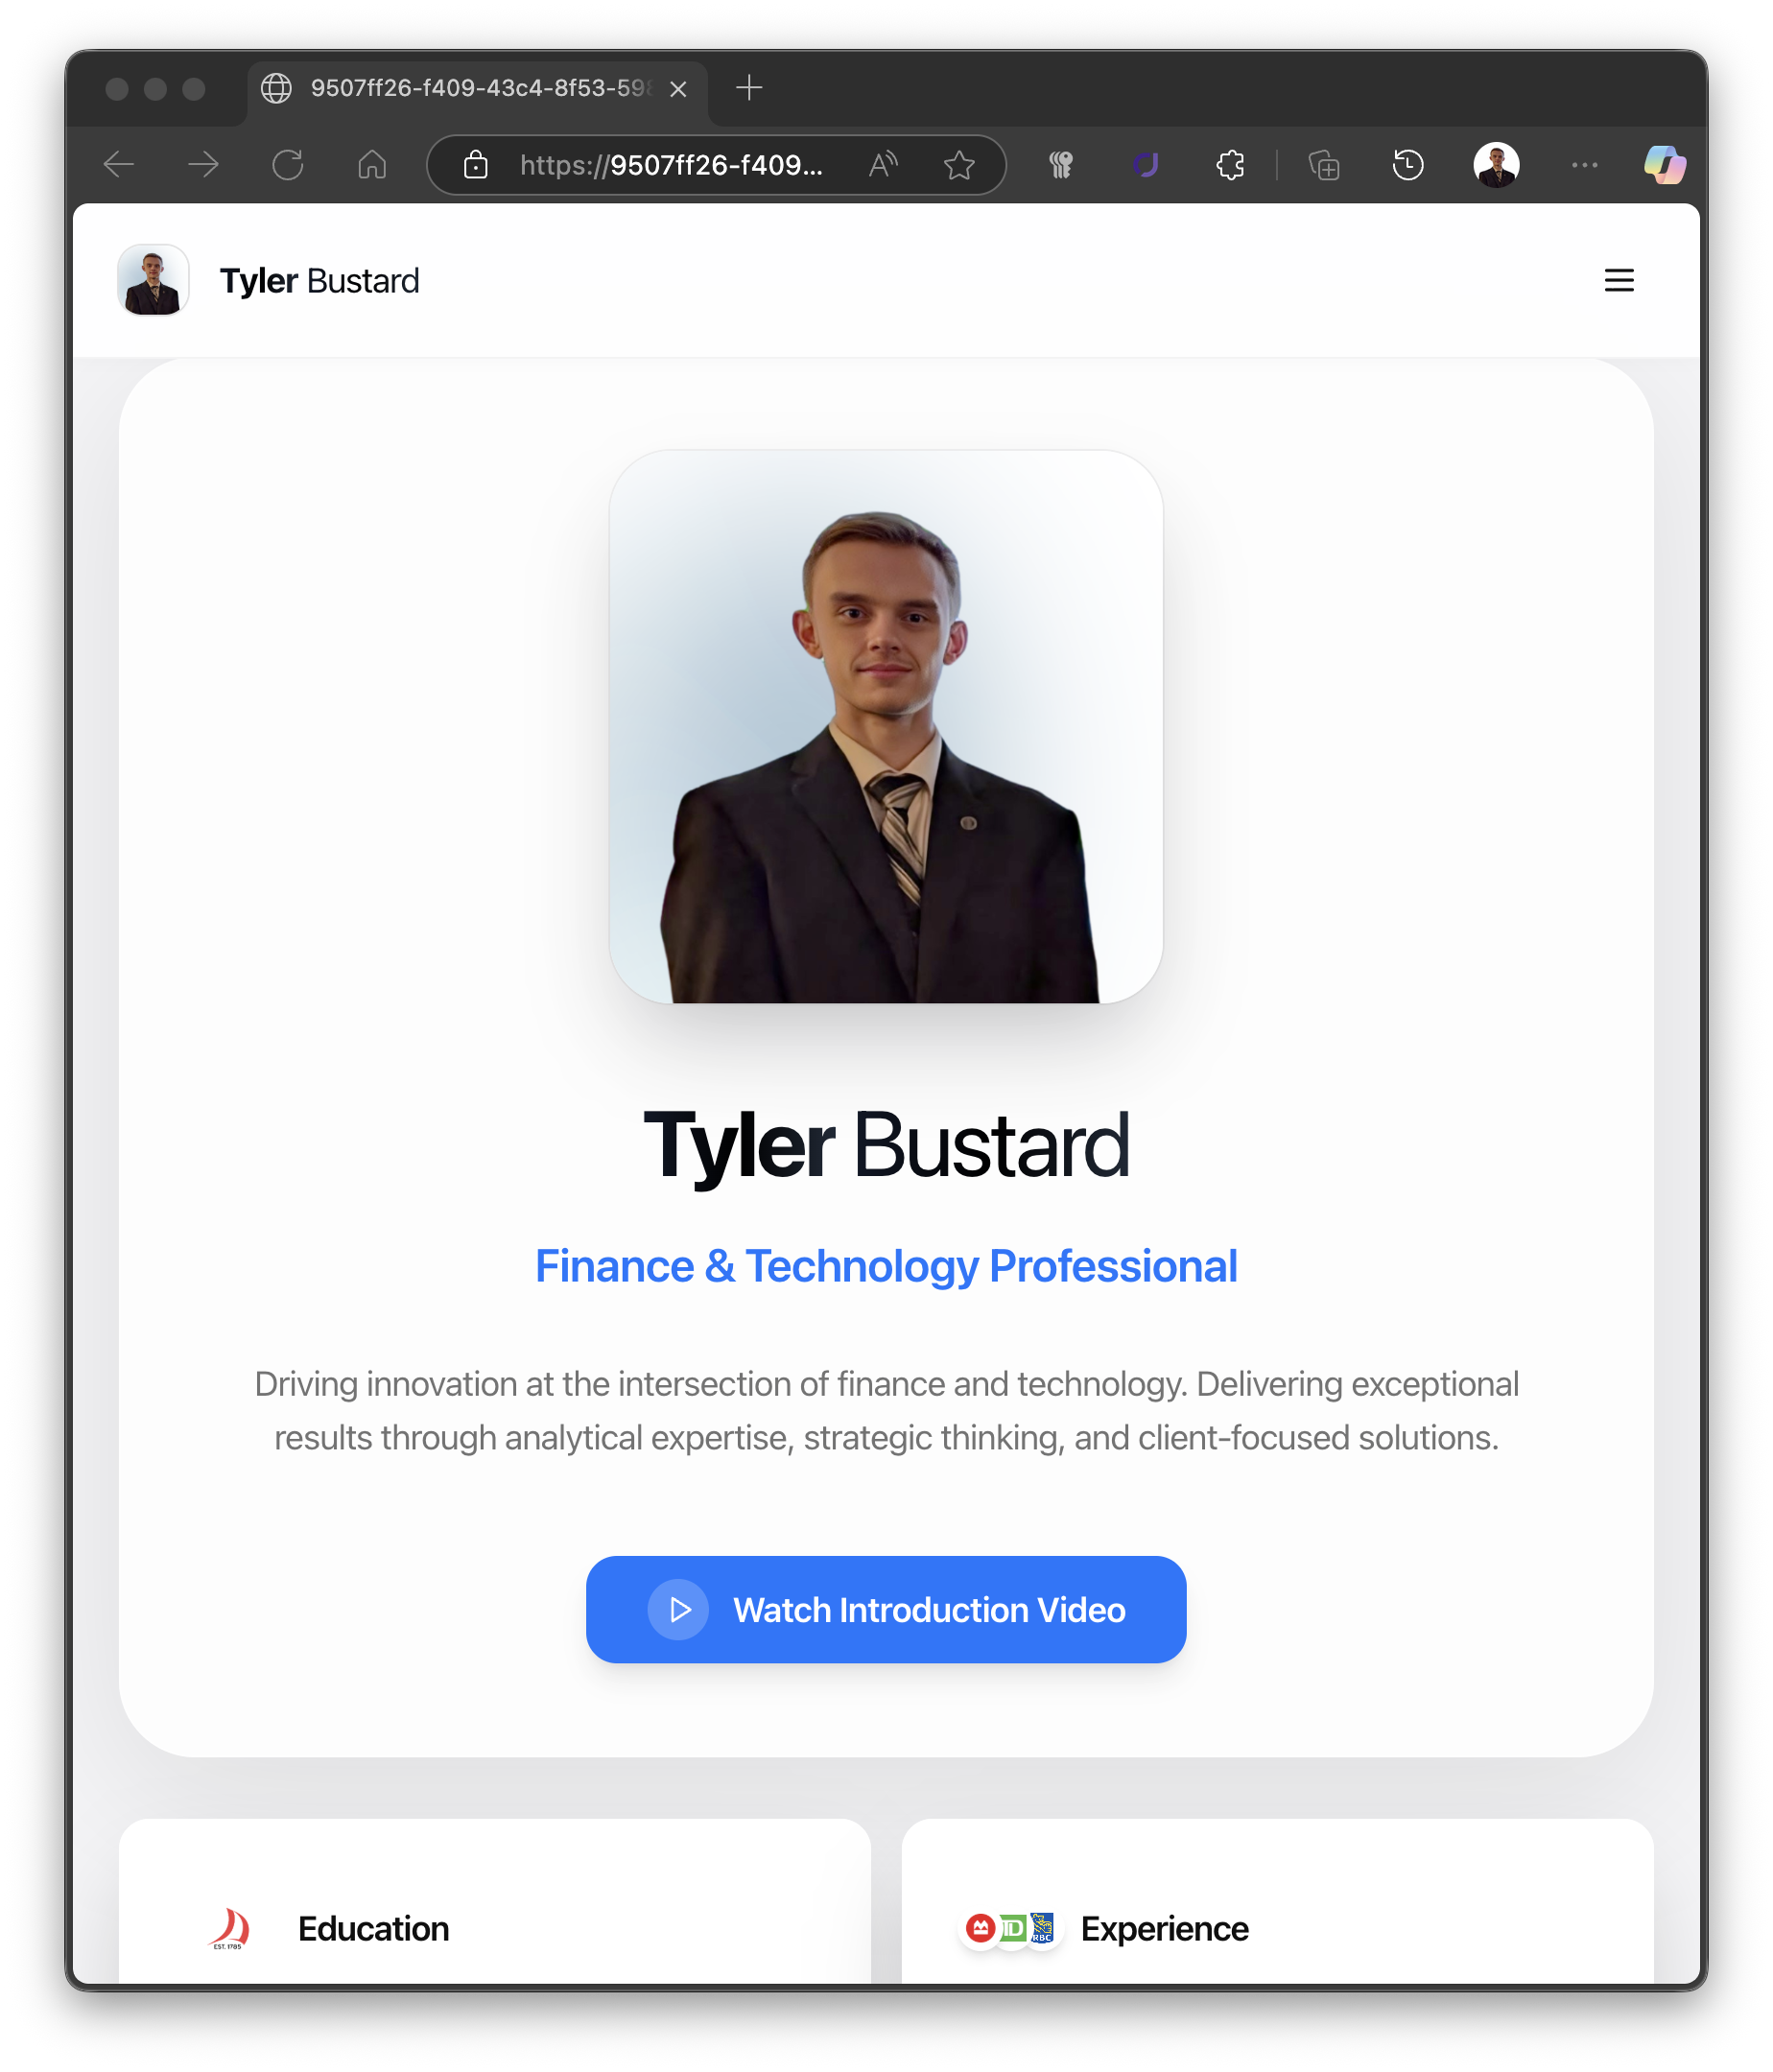 9507ff26-f409-43c4-8f53-598
https://9507ff26-f409...
Tyler Bustard
Tyler Bustard
Finance & Technology Professional
Driving innovation at the intersection of finance and technology. Delivering exceptional
results through analytical expertise, strategic thinking, and client-focused solutions.
Watch Introduction Video
EST. 1785
Education
TD
RBC
Experience